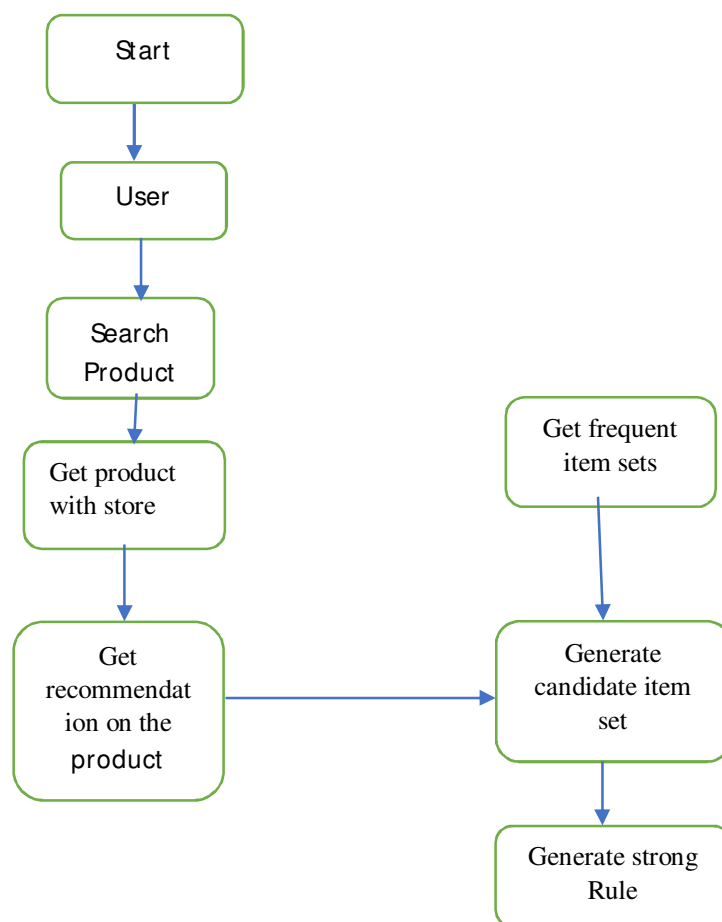 Start
User
Search
Product
Get product
with store
Get
recommendat
ion on the
product
Get frequent
item sets
Generate
candidate item
set
Generate strong
Rule